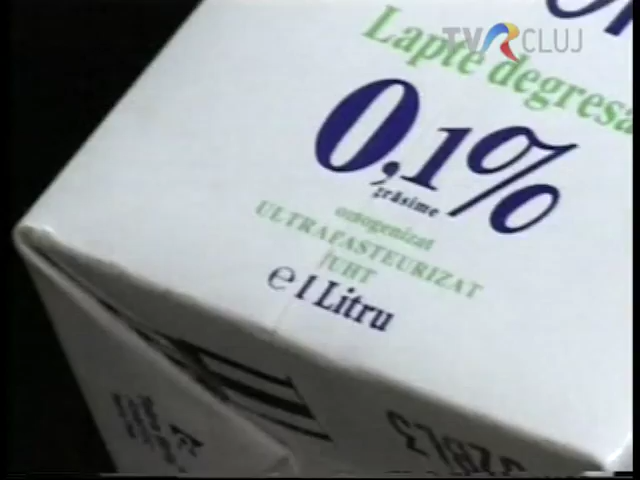 TVR CLUJ
Lapte degresa
0,1%
grăsime
omogenizat
ULTRAPASTEURIZAT
/UHT
℮ 1 Litru